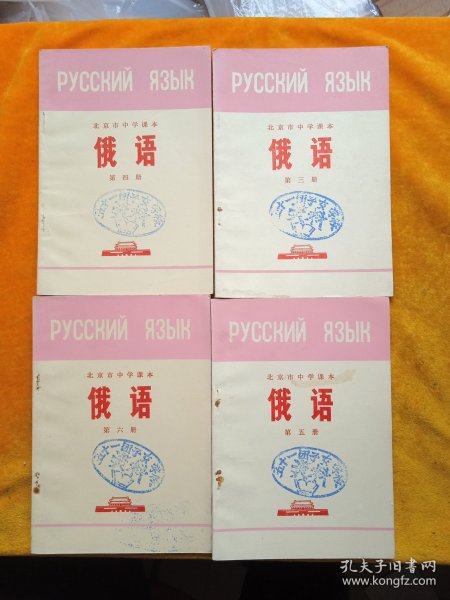 РУССКИЙ ЯЗЫК
北京市中学课本
俄语
第四册
РУССКИЙ ЯЗЫК
北京市中学课本
俄语
第三册
РУССКИЙ ЯЗЫК
北京市中学课本
俄语
第六册
РУССКИЙ ЯЗЫК
北京市中学课本
俄语
第五册
孔夫子旧书网
www.kongfz.com